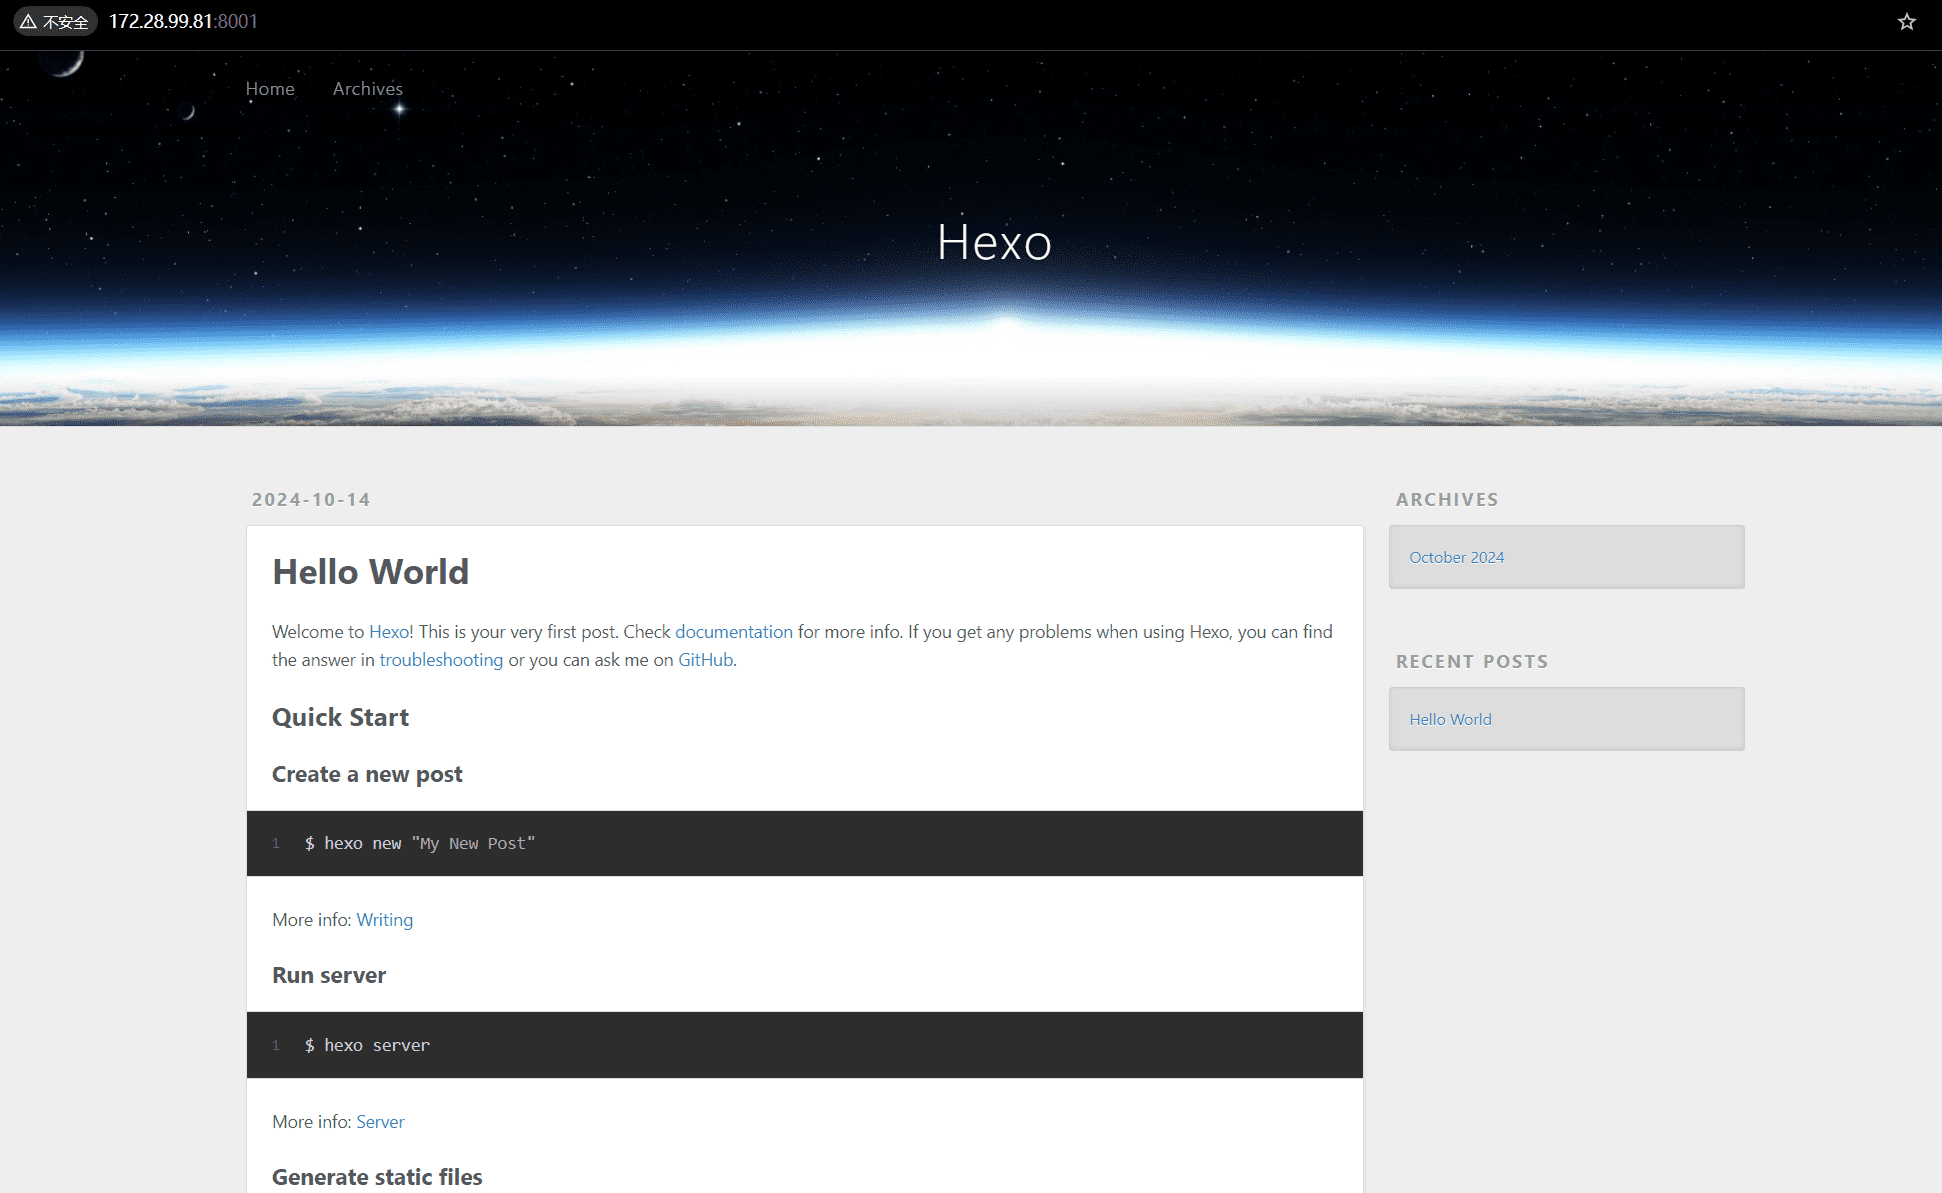 不安全 172.28.99.81:8001
Home Archives
Hexo
2024-10-14
Hello World
Welcome to Hexo! This is your very first post. Check documentation for more info. If you get any problems when using Hexo, you can find
the answer in troubleshooting or you can ask me on GitHub.
Quick Start
Create a new post
1 $ hexo new "My New Post"
More info: Writing
Run server
1 $ hexo server
More info: Server
Generate static files
ARCHIVES
October 2024
RECENT POSTS
Hello World